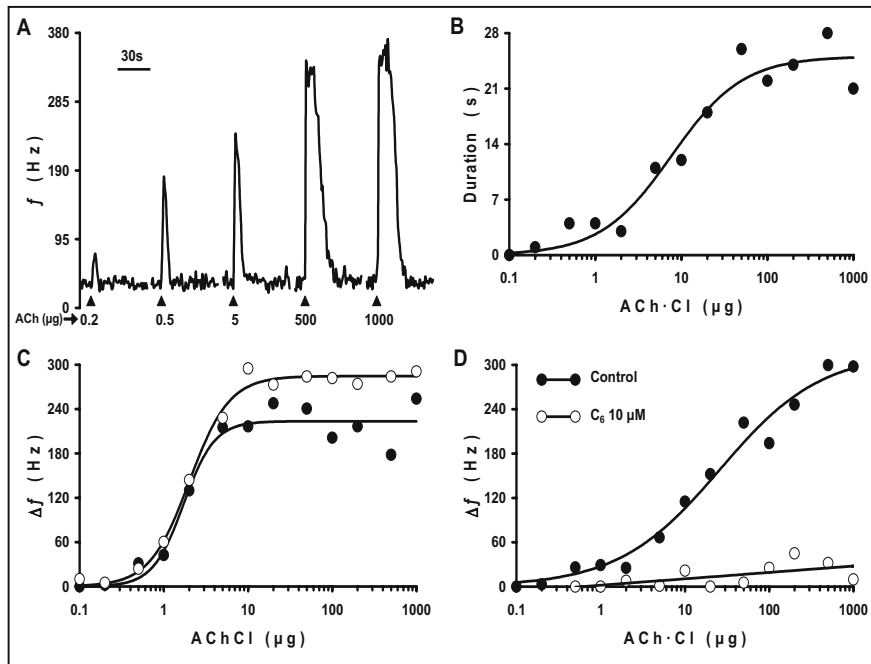 A
380
285
190
95
0
f (Hz)
30s
ACh (µg) 0.2 0.5 5 500 1000
B
28
21
14
7
0
Duration (s)
0.1 1 10 100 1000
ACh·Cl (µg)
C
300
240
180
120
60
0
Δf (Hz)
0.1 1 10 100 1000
AChCl (µg)
D
300
240
180
120
60
0
Δf (Hz)
Control
C₆ 10 µM
0.1 1 10 100 1000
ACh·Cl (µg)